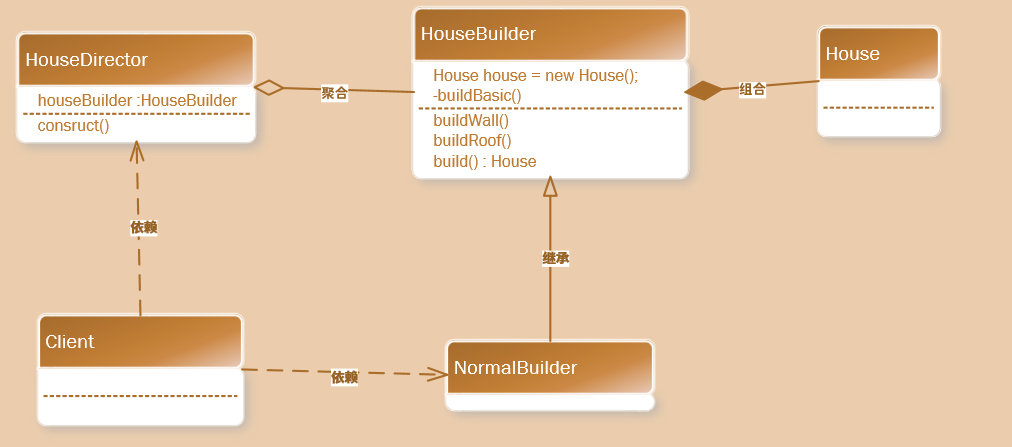 HouseDirector
houseBuilder :HouseBuilder
consruct()
聚合
HouseBuilder
House house = new House();
-buildBasic()
buildWall()
buildRoof()
build() : House
组合
House
依赖
继承
Client
依赖
NormalBuilder